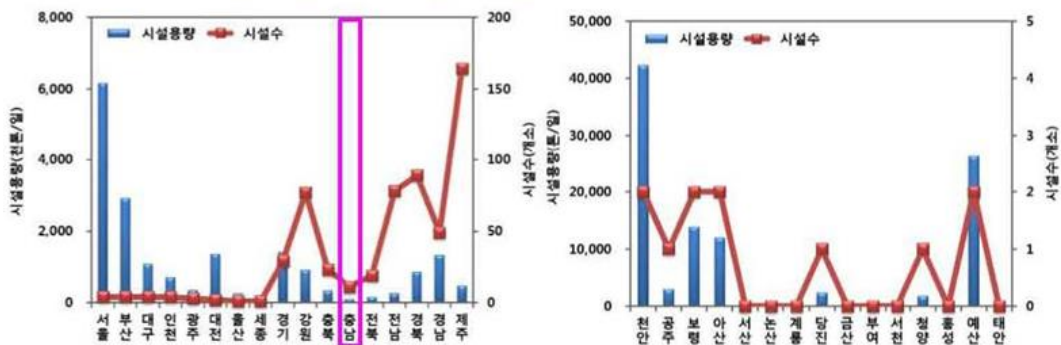 시설용량(천톤/일)
8,000
6,000
4,000
2,000
0
시설용량 시설수
200
150
100
50
0
시설수(개소)
서울 부산 대구 인천 광주 대전 울산 세종 경기 강원 충북 충남 전북 전남 경북 경남 제주
시설용량(톤/일)
50,000
40,000
30,000
20,000
10,000
0
시설용량 시설수
5
4
3
2
1
0
시설수(개소)
천안 공주 보령 아산 서산 논산 계룡 당진 금산 부여 서천 청양 홍성 예산 태안